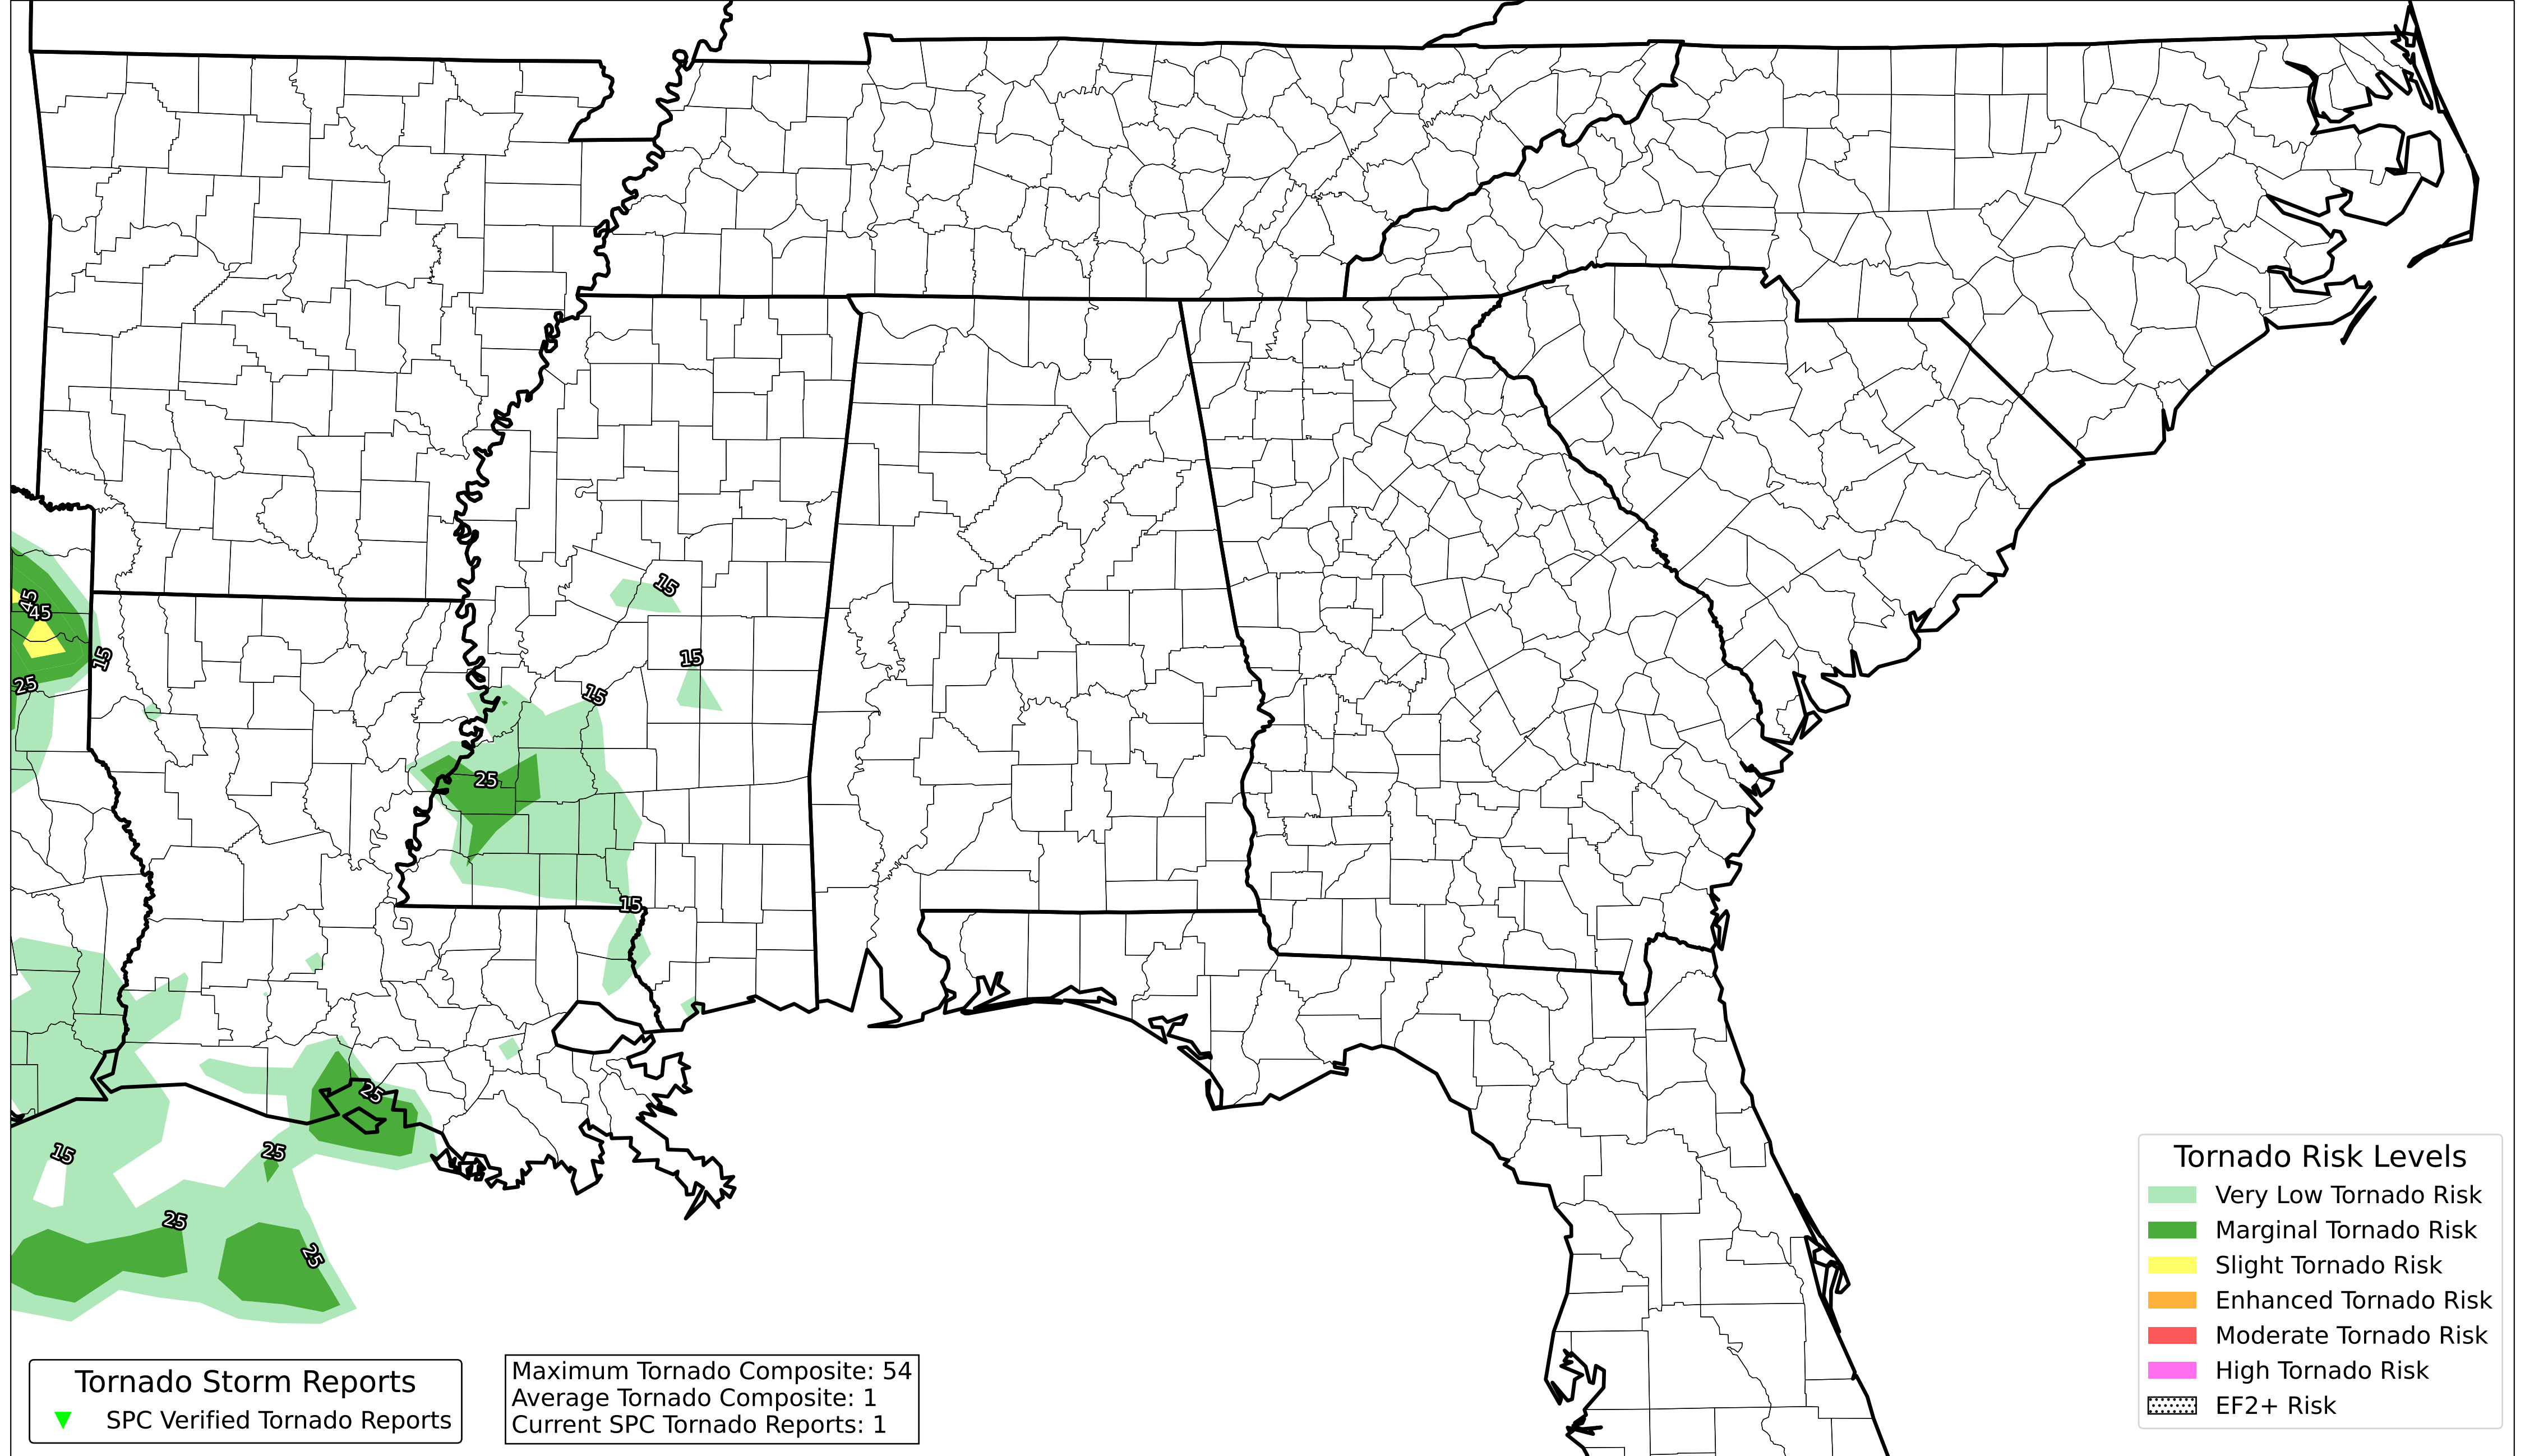 15
45
45
15
15
25
15
15
25
15
25
15
25
25
25
Tornado Risk Levels
Very Low Tornado Risk
Marginal Tornado Risk
Slight Tornado Risk
Enhanced Tornado Risk
Moderate Tornado Risk
High Tornado Risk
EF2+ Risk
Tornado Storm Reports
SPC Verified Tornado Reports
Maximum Tornado Composite: 54
Average Tornado Composite: 1
Current SPC Tornado Reports: 1